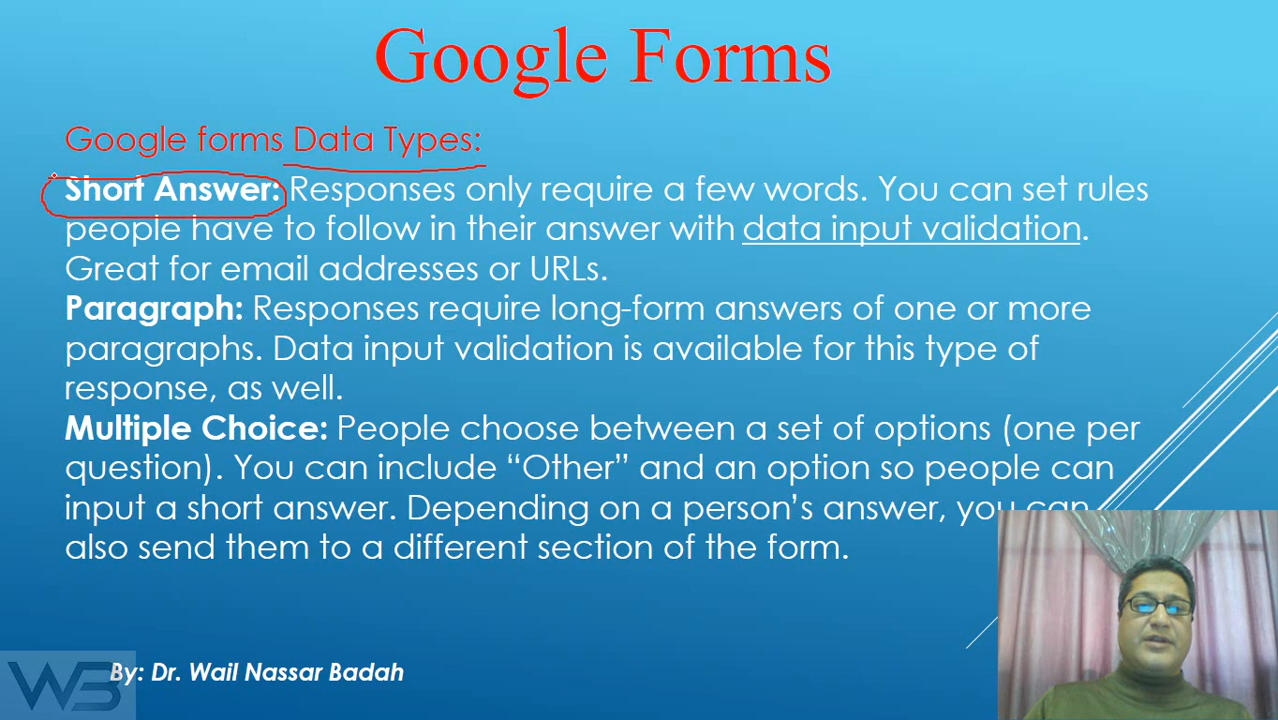 Google Forms
Google forms Data Types:
Short Answer: Responses only require a few words. You can set rules
people have to follow in their answer with data input validation.
Great for email addresses or URLs.
Paragraph: Responses require long-form answers of one or more
paragraphs. Data input validation is available for this type of
response, as well.
Multiple Choice: People choose between a set of options (one per
question). You can include “Other” and an option so people can
input a short answer. Depending on a person’s answer, you can
also send them to a different section of the form.
By: Dr. Wail Nassar Badah
WB